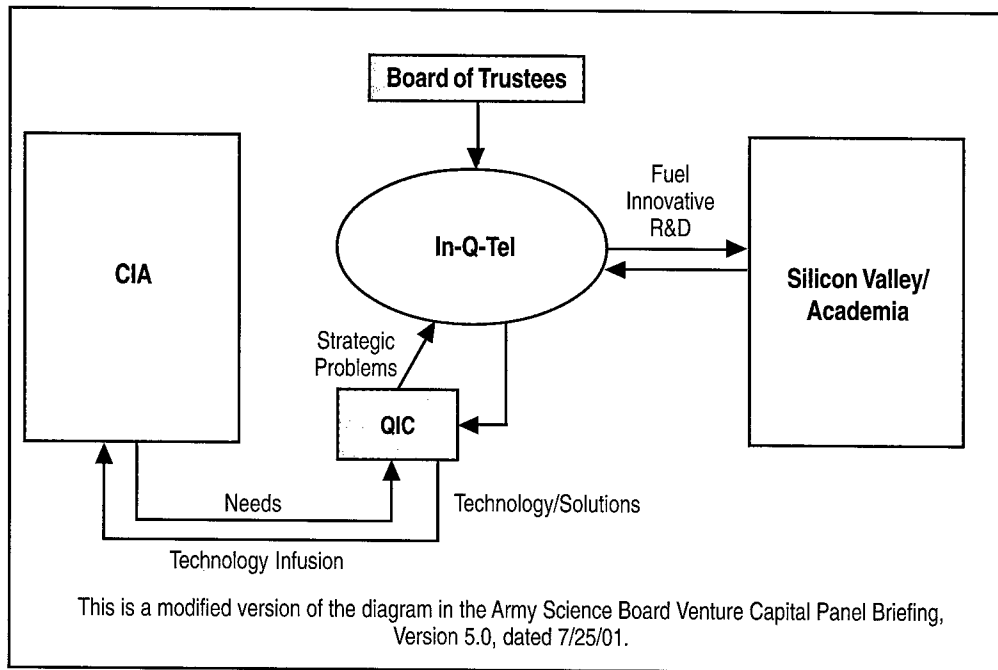 Board of Trustees
CIA
In-Q-Tel
Fuel
Innovative
R&D
Silicon Valley/
Academia
Strategic
Problems
QIC
Needs
Technology/Solutions
Technology Infusion
This is a modified version of the diagram in the Army Science Board Venture Capital Panel Briefing,
Version 5.0, dated 7/25/01.